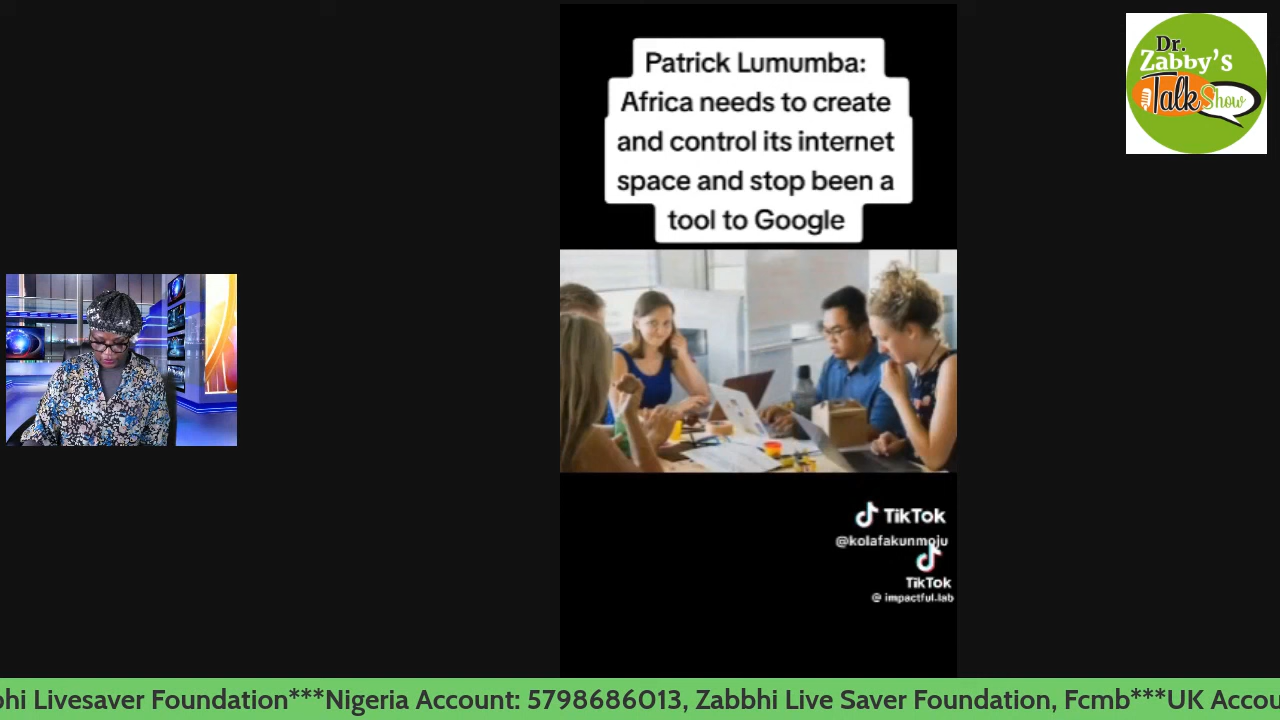 Patrick Lumumba:
Africa needs to create
and control its internet
space and stop been a
tool to Google
Dr.
Zabby's
Talk Show
TikTok
@kolafakunmoju
TikTok
@ impactful.lab
bhi Livesaver Foundation***Nigeria Account: 5798686013, Zabbhi Live Saver Foundation, Fcmb***UK Accou